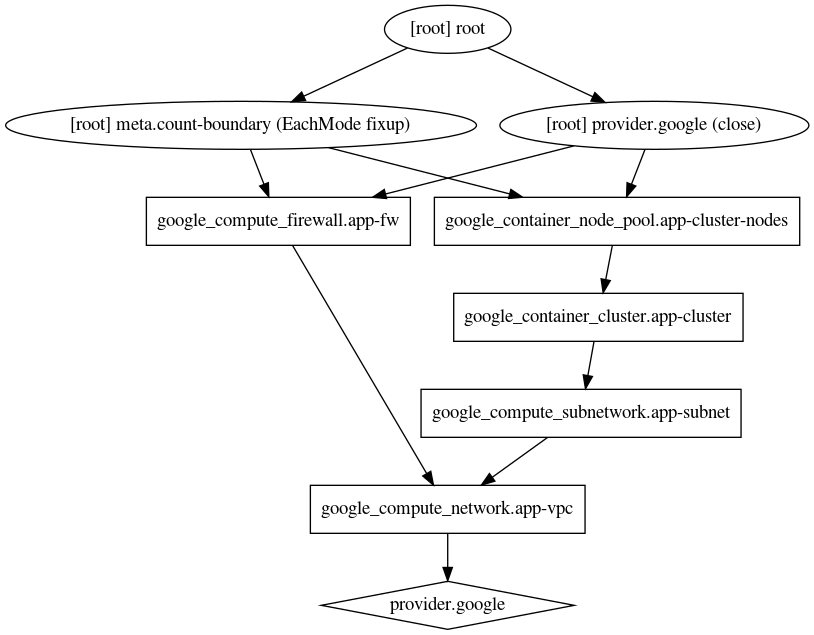 [root] root
[root] meta.count-boundary (EachMode fixup)
[root] provider.google (close)
google_compute_firewall.app-fw
google_container_node_pool.app-cluster-nodes
google_container_cluster.app-cluster
google_compute_subnetwork.app-subnet
google_compute_network.app-vpc
provider.google